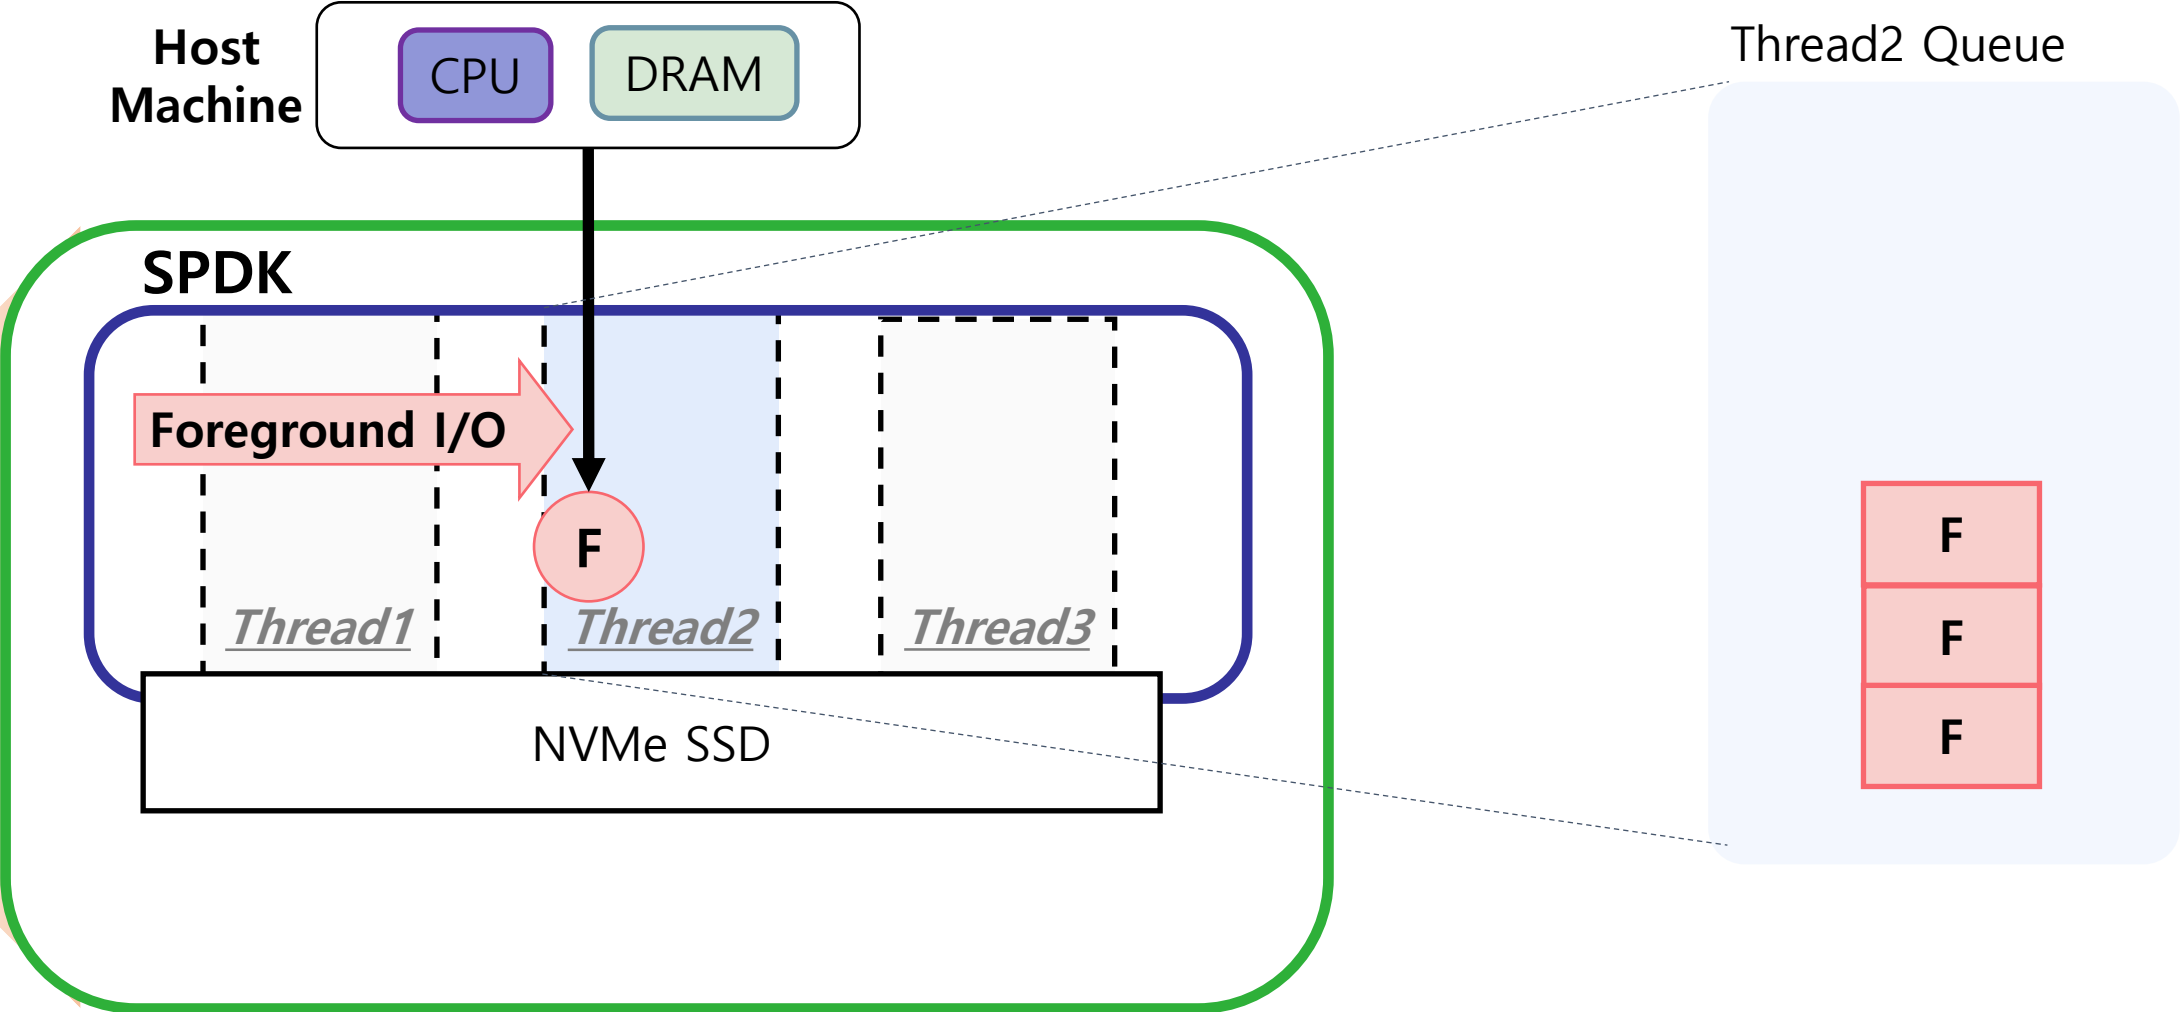 Host
Machine
CPU
DRAM
Thread2 Queue
SPDK
Foreground I/O
F
Thread1
Thread2
Thread3
NVMe SSD
F
F
F